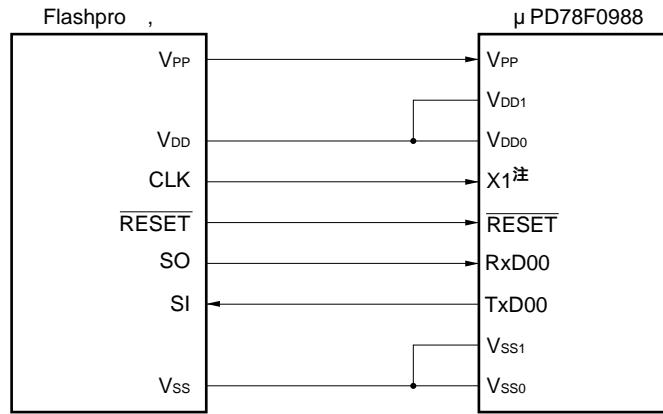 Flashpro , μPD78F0988
VPP VPP
VDD1
VDD VDD0
CLK X1注
RESET RESET
SO RxD00
SI TxD00
VSS1
VSS VSS0